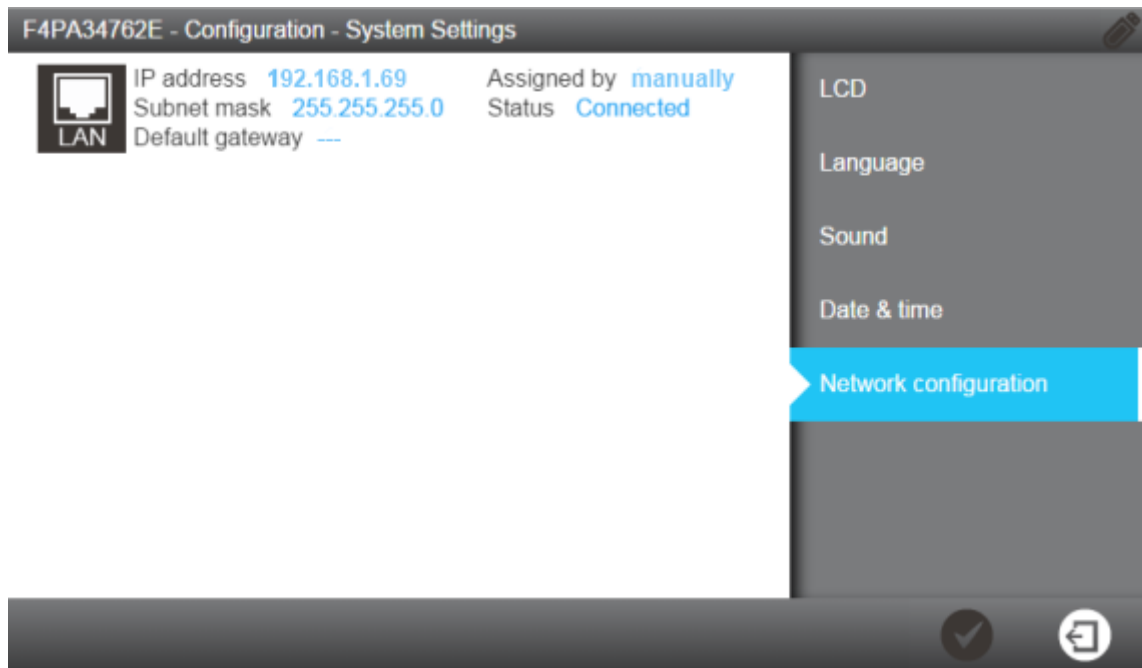 F4PA34762E - Configuration - System Settings
IP address 192.168.1.69 Assigned by manually
Subnet mask 255.255.255.0 Status Connected
Default gateway ---
LAN
LCD
Language
Sound
Date & time
Network configuration